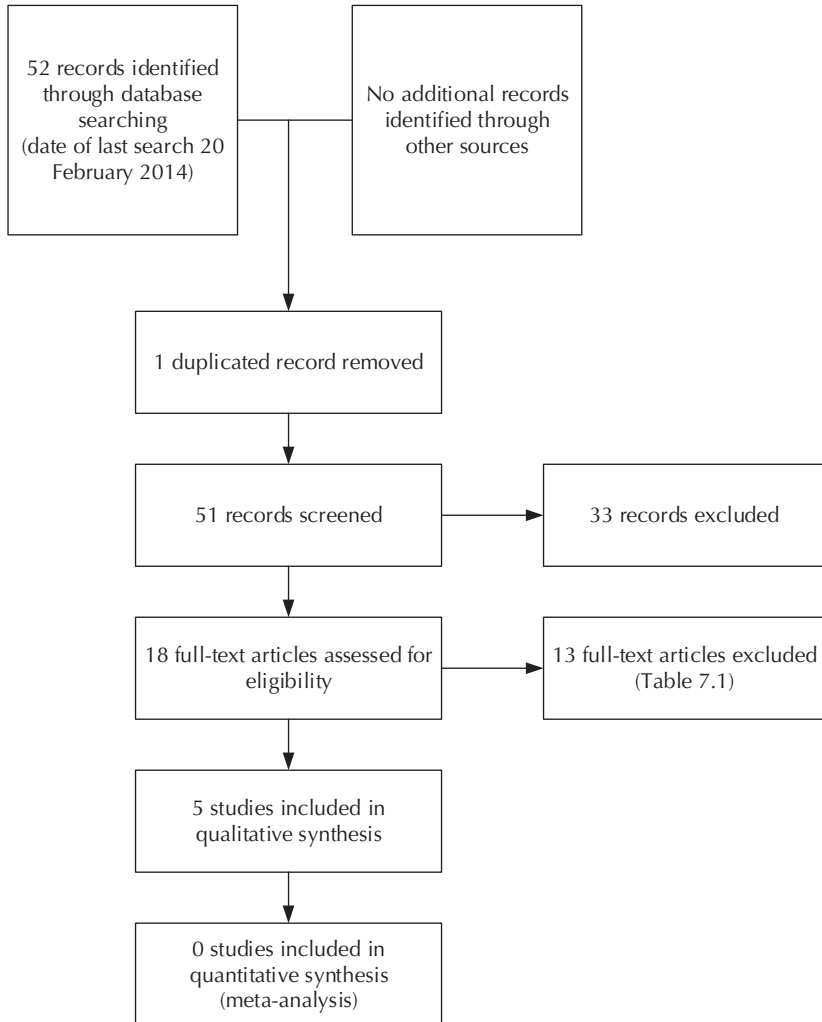 52 records identified
through database
searching
(date of last search 20
February 2014)
No additional records
identified through
other sources
1 duplicated record removed
51 records screened
33 records excluded
18 full-text articles assessed for
eligibility
13 full-text articles excluded
(Table 7.1)
5 studies included in
qualitative synthesis
0 studies included in
quantitative synthesis
(meta-analysis)